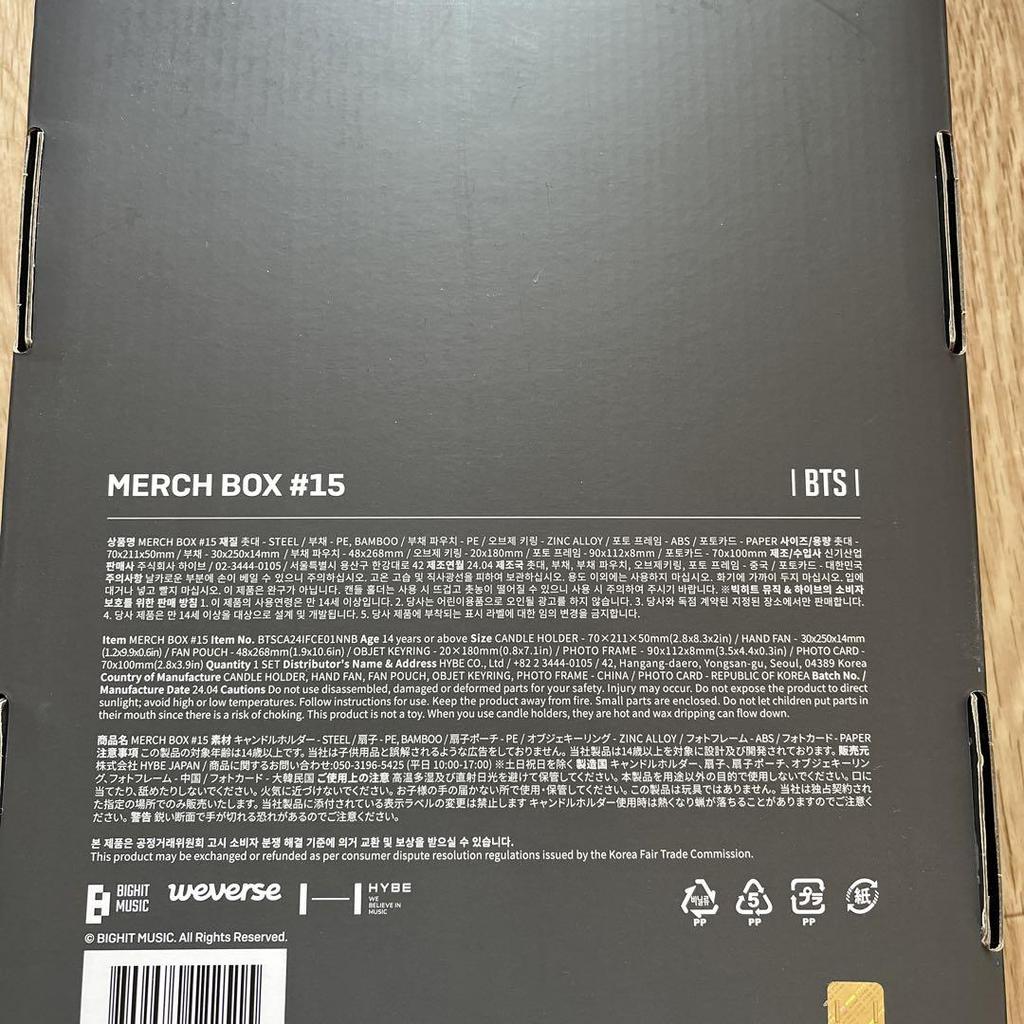 MERCH BOX #15
| BTS |
상품명 MERCH BOX #15 재질 촛대 - STEEL / 부채 - PE, BAMBOO / 부채 파우치 - PE / 오브제 키링 - ZINC ALLOY / 포토 프레임 - ABS / 포토카드 - PAPER 사이즈/용량 촛대 -
70x211x50mm / 부채 - 30x250x14mm / 부채 파우치 - 48x268mm / 오브제 키링 - 20x180mm / 포토 프레임 - 90x112x8mm / 포토카드 - 70x100mm 제조/수입사 신기산업
판매사 주식회사 하이브 / 02-3444-0105 / 서울특별시 용산구 한강대로 42 제조연월 24.04 제조국 촛대, 부채, 부채 파우치, 오브제키링, 포토 프레임 - 중국 / 포토카드 - 대한민국
주의사항 날카로운 부분에 손이 베일 수 있으니 주의하십시오. 고온 고습 및 직사광선을 피하여 보관하십시오. 용도 이외에는 사용하지 마십시오. 화기에 가까이 두지 마십시오. 입에
대거나 넣고 빨지 마십시오. 이 제품은 완구가 아닙니다. 캔들 홀더는 사용 시 뜨겁고 촛농이 떨어질 수 있으니 사용 시 주의하여 주시기 바랍니다. ※빅히트 뮤직 & 하이브의 소비자
보호를 위한 판매 방침 1. 이 제품의 사용연령은 만 14세 이상입니다. 2. 당사는 어린이용품으로 오인될 광고를 하지 않습니다. 3. 당사와 독점 계약된 지정된 장소에서만 판매합니다.
4. 당사 제품은 만 14세 이상을 대상으로 설계 및 개발됩니다. 5. 당사 제품에 부착되는 표시 라벨에 대한 임의 변경을 금지합니다.
Item MERCH BOX #15 Item No. BTSCA24IFCE01NNB Age 14 years or above Size CANDLE HOLDER - 70×211×50mm(2.8x8.3x2in) / HAND FAN - 30x250x14mm
(1.2x9.9x0.6in) / FAN POUCH - 48x268mm(1.9x10.6in) / OBJET KEYRING - 20×180mm(0.8x7.1in) / PHOTO FRAME - 90x112x8mm(3.5x4.4x0.3in) / PHOTO CARD -
70x100mm(2.8x3.9in) Quantity 1 SET Distributor's Name & Address HYBE CO., Ltd / +82 2 3444-0105 / 42, Hangang-daero, Yongsan-gu, Seoul, 04389 Korea
Country of Manufacture CANDLE HOLDER, HAND FAN, FAN POUCH, OBJET KEYRING, PHOTO FRAME - CHINA / PHOTO CARD - REPUBLIC OF KOREA Batch No. /
Manufacture Date 24.04 Cautions Do not use disassembled, damaged or deformed parts for your safety. Injury may occur. Do not expose the product to direct
sunlight; avoid high or low temperatures. Follow instructions for use. Keep the product away from fire. Small parts are enclosed. Do not let children put parts in
their mouth since there is a risk of choking. This product is not a toy. When you use candle holders, they are hot and wax dripping can flow down.
商品名 MERCH BOX #15 素材 キャンドルホルダー - STEEL / 扇子 - PE, BAMBOO / 扇子ポーチ - PE / オブジェキーリング - ZINC ALLOY / フォトフレーム - ABS / フォトカード- PAPER
注意事項 この製品の対象年齢は14歳以上です。当社は子供用品と誤解されるような広告をしておりません。当社製品は14歳以上を対象に設計及び開発されております。販売元
株式会社 HYBE JAPAN / 商品に関するお問い合わせ:050-3196-5425 (平日 10:00-17:00) ※土日祝日を除く 製造国 キャンドルホルダー、扇子、扇子ポーチ、オブジェキーリン
グ、フォトフレーム - 中国 / フォトカード - 大韓民国 ご使用上の注意 高温多湿及び直射日光を避けて保管してください。本製品を用途以外の目的で使用しないでください。口に
当てたり、舐めたりしないでください。火気に近づけないでください。お子様の手の届かない所で使用・保管してください。この製品は玩具ではありません。当社は独占契約され
た指定の場所でのみ販売いたします。当社製品に添付されている表示ラベルの変更は禁止します キャンドルホルダー使用時は熱くなり蝋が落ちることがありますのでご注意く
ださい。警告 鋭い断面で手が切れる恐れがあるのでご注意ください。
본 제품은 공정거래위원회 고시 소비자 분쟁 해결 기준에 의거 교환 및 보상을 받으실 수 있습니다.
This product may be exchanged or refunded as per consumer dispute resolution regulations issued by the Korea Fair Trade Commission.
BIGHIT
MUSIC
weverse
HYBE
WE
BELIEVE IN
MUSIC
© BIGHIT MUSIC. All Rights Reserved.
비닐류
PP
5
PP
プラ
PP
紙